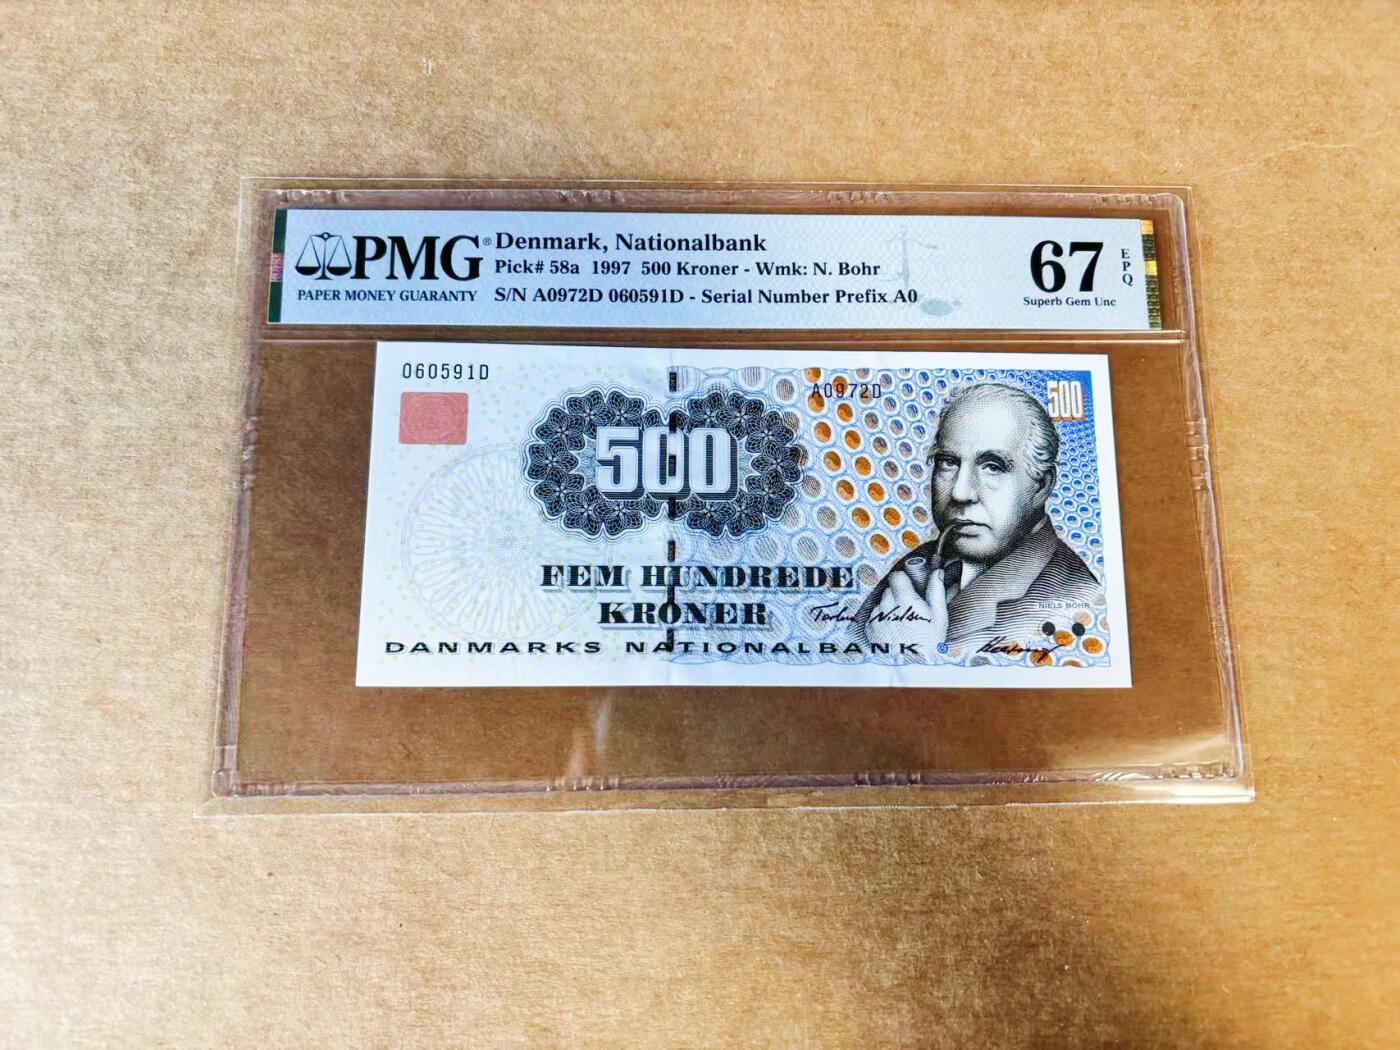 PMG®
PAPER MONEY GUARANTY
Denmark, Nationalbank
Pick# 58a 1997 500 Kroner - Wmk: N. Bohr
S/N A0972D 060591D - Serial Number Prefix A0
67
EPQ
Superb Gem Unc
060591D
A0972D
500
500
FEM HUNDREDE
KRONER
NIELS BOHR
DANMARKS NATIONALBANK ©